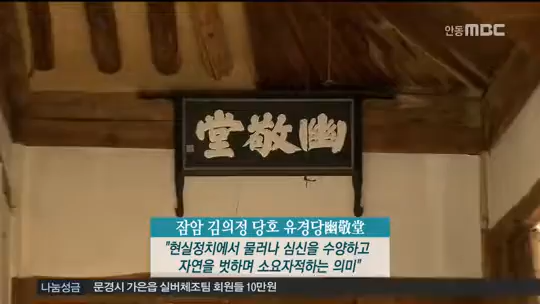 안동MBC
幽敬堂
잠암 김의정 당호 유경당幽敬堂
"현실정치에서 물러나 심신을 수양하고
자연을 벗하며 소요자적하는 의미"
나눔성금 문경시 가은읍 실버체조팀 회원들 10만원